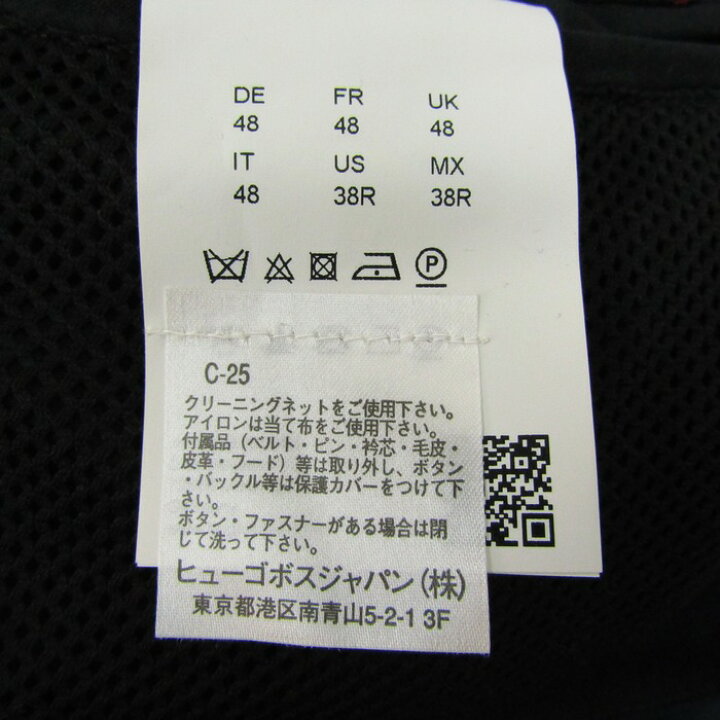 DE FR UK
48 48 48
IT US MX
48 38R 38R
P
C-25
クリーニングネットをご使用下さい。
アイロンは当て布をご使用下さい。
付属品（ベルト・ピン・衿芯・毛皮・
皮革・フード）等は取り外し、ボタン
・バックル等は保護カバーをつけて下
さい。
ボタン・ファスナーがある場合は閉
じて洗って下さい。
ヒューゴボスジャパン（株）
東京都港区南青山5-2-1 3F